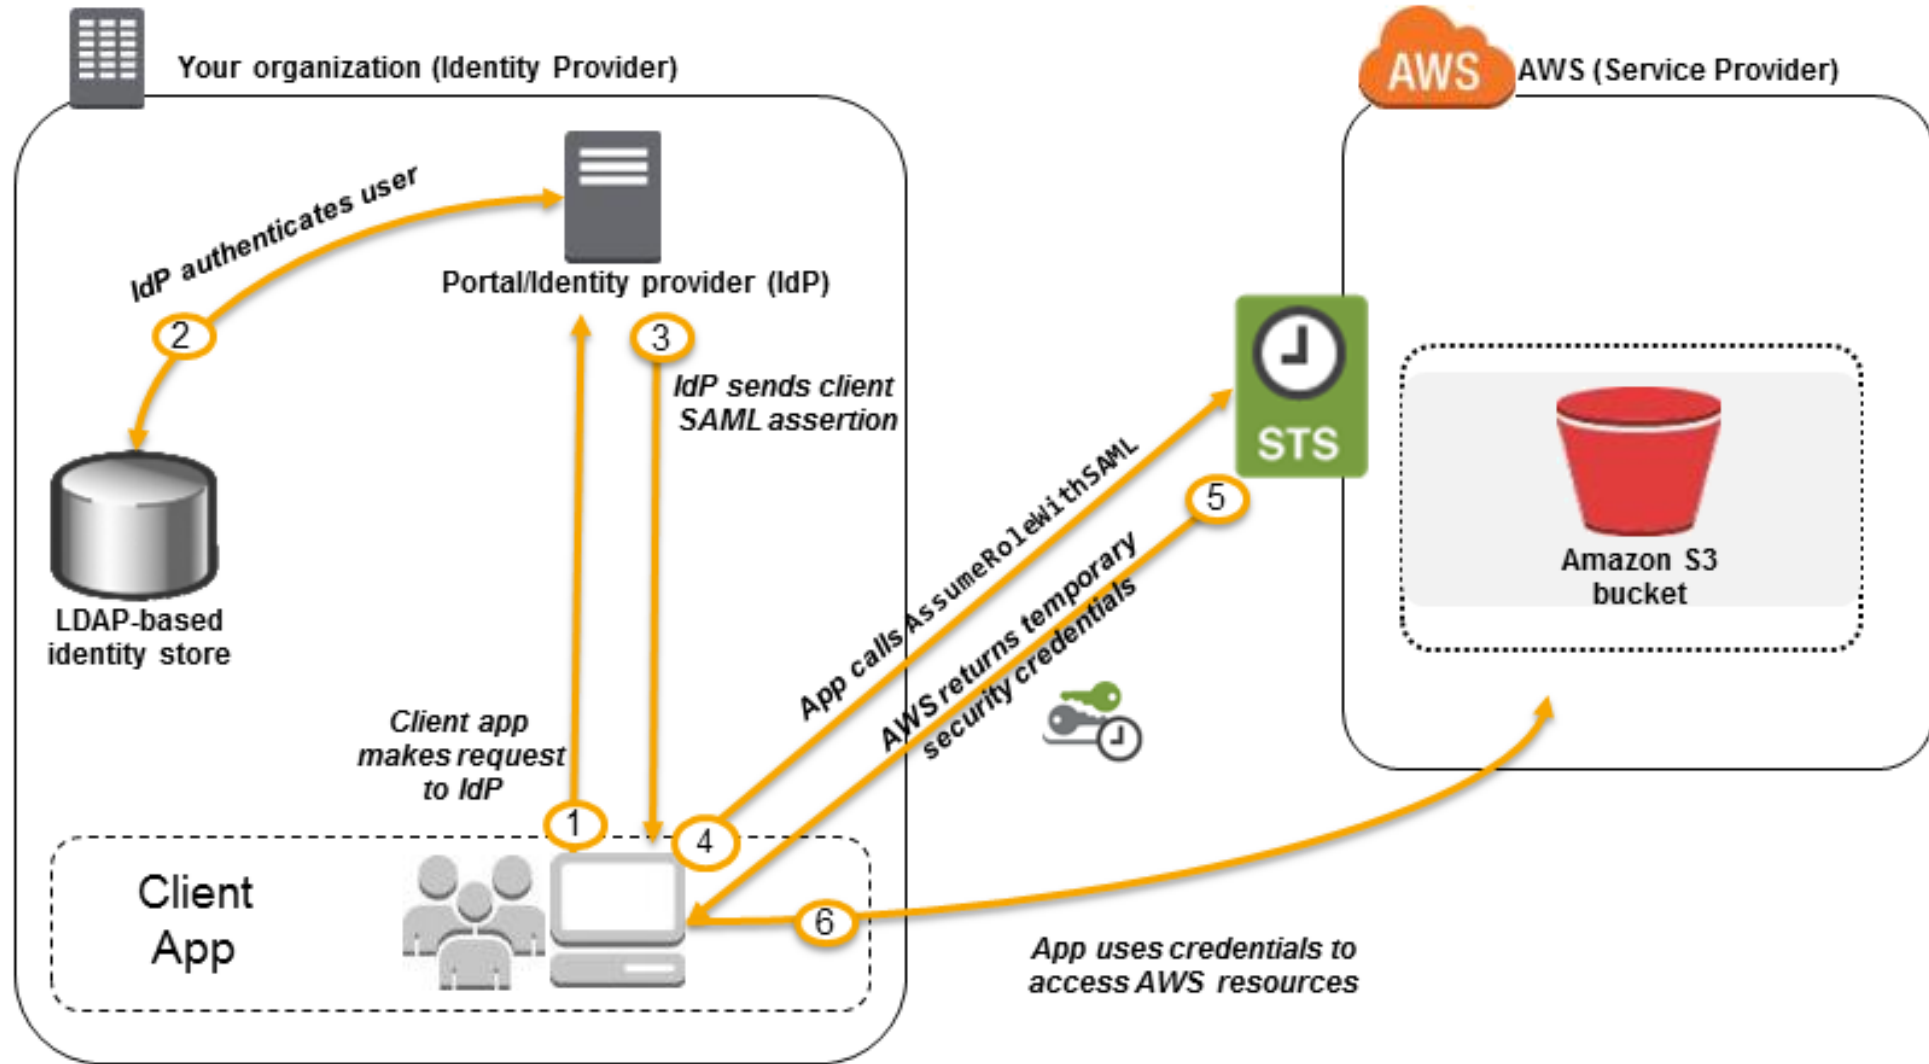 Your organization (Identity Provider)
AWS
AWS (Service Provider)
IdP authenticates user
Portal/Identity provider (IdP)
2
3
IdP sends client
SAML assertion
STS
LDAP-based
identity store
App calls AssumeRoleWithSAML
5
AWS returns temporary
security credentials
Amazon S3
bucket
Client app
makes request
to IdP
1
4
Client
App
6
App uses credentials to
access AWS resources